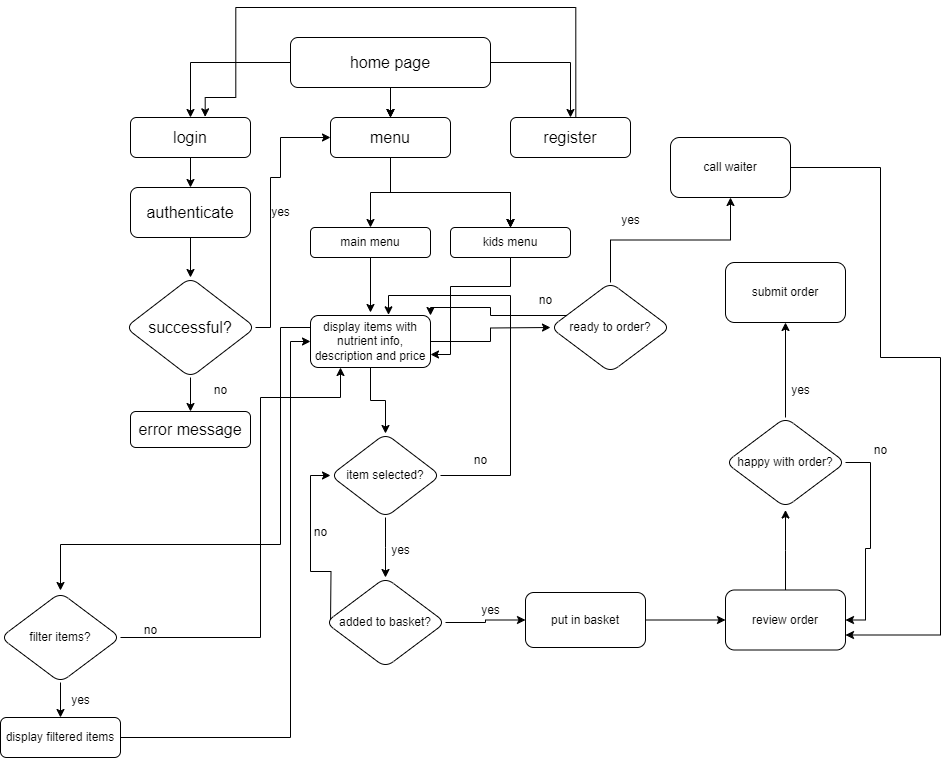 home page
login
menu
register
call waiter
authenticate
yes
yes
main menu
kids menu
submit order
no
successful?
display items with
nutrient info,
description and price
ready to order?
no
yes
error message
no
happy with order?
no
item selected?
no
yes
yes
filter items?
no
added to basket?
put in basket
review order
yes
display filtered items